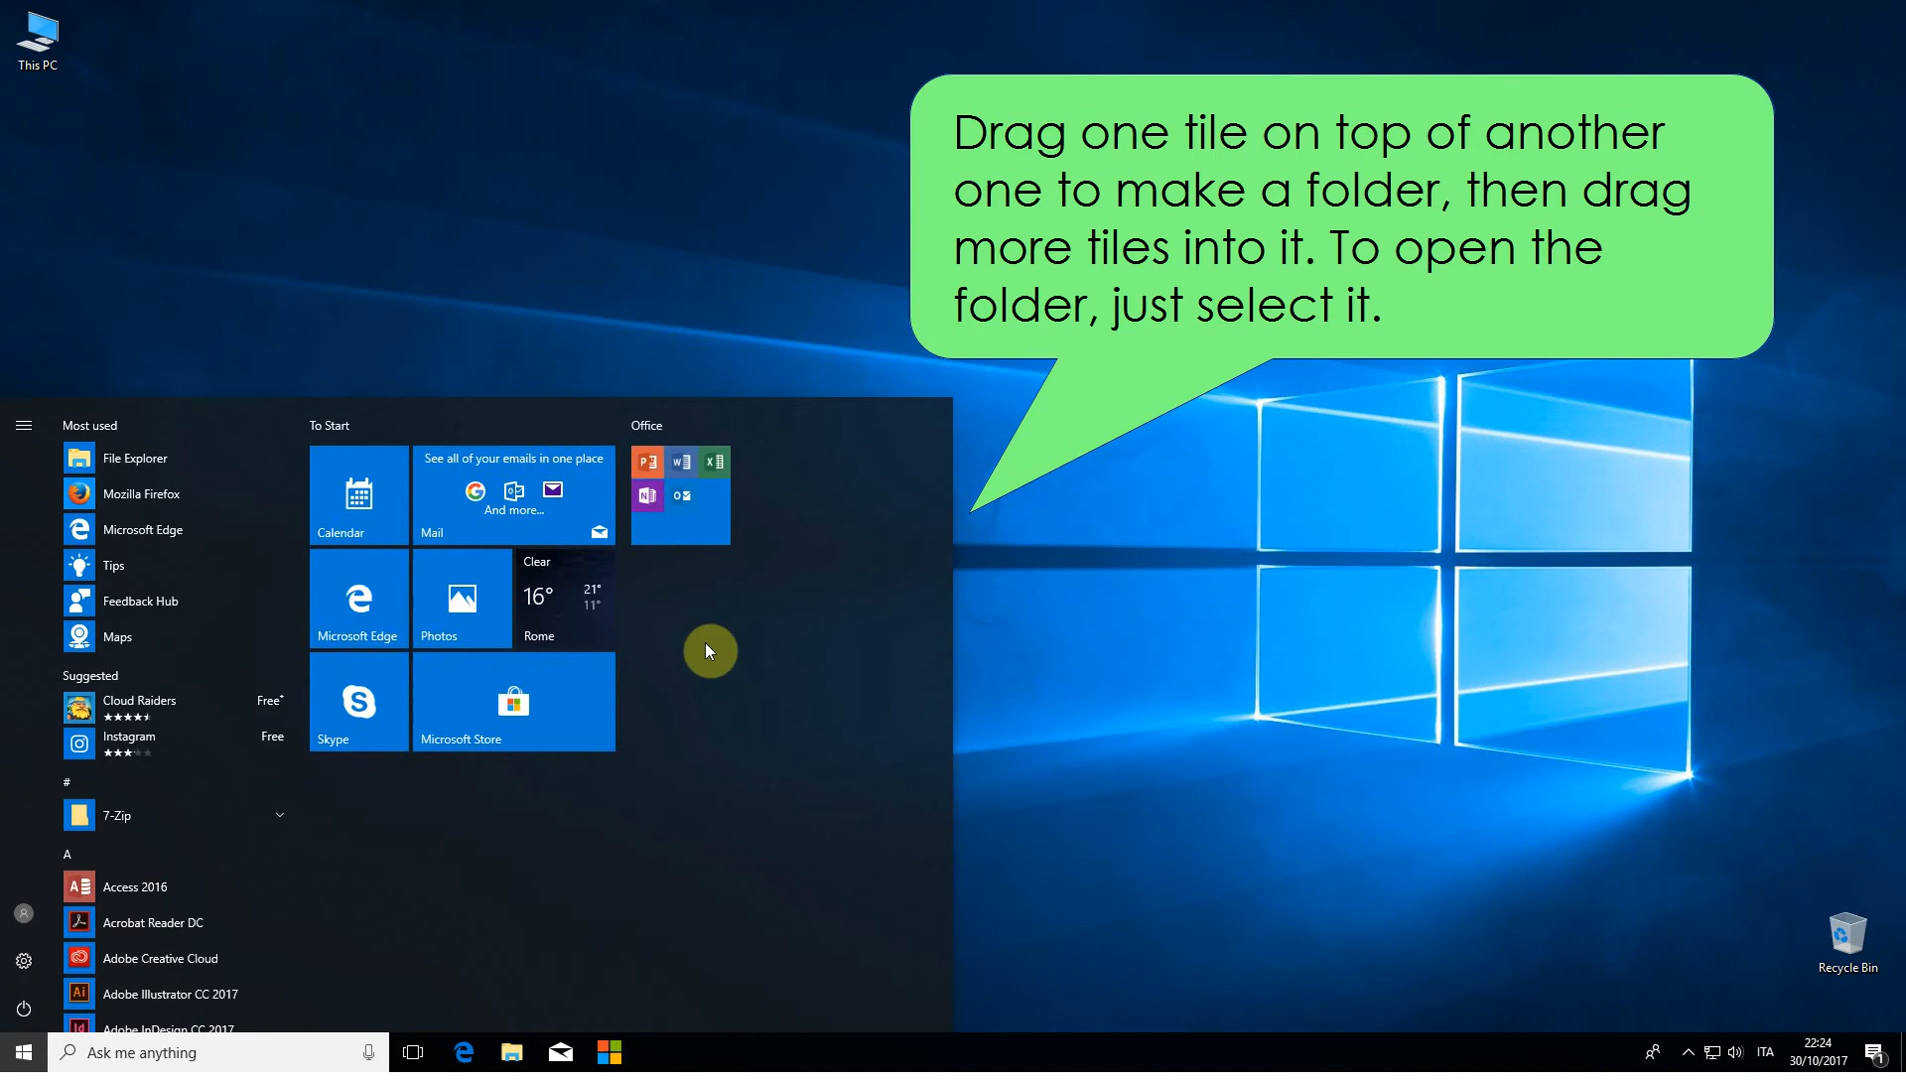 This PC
Drag one tile on top of another
one to make a folder, then drag
more tiles into it. To open the
folder, just select it.
Most used
File Explorer
Mozilla Firefox
Microsoft Edge
Tips
Feedback Hub
Maps
Suggested
Cloud Raiders Free*
Instagram Free
#
7-Zip
A
Access 2016
Acrobat Reader DC
Adobe Creative Cloud
Adobe Illustrator CC 2017
Adobe InDesign CC 2017
To Start
Calendar
See all of your emails in one place
And more...
Mail
Microsoft Edge
Photos
Clear
16° 21°
11°
Rome
Skype
Microsoft Store
Office
Recycle Bin
Ask me anything
ITA
22:24
30/10/2017
1